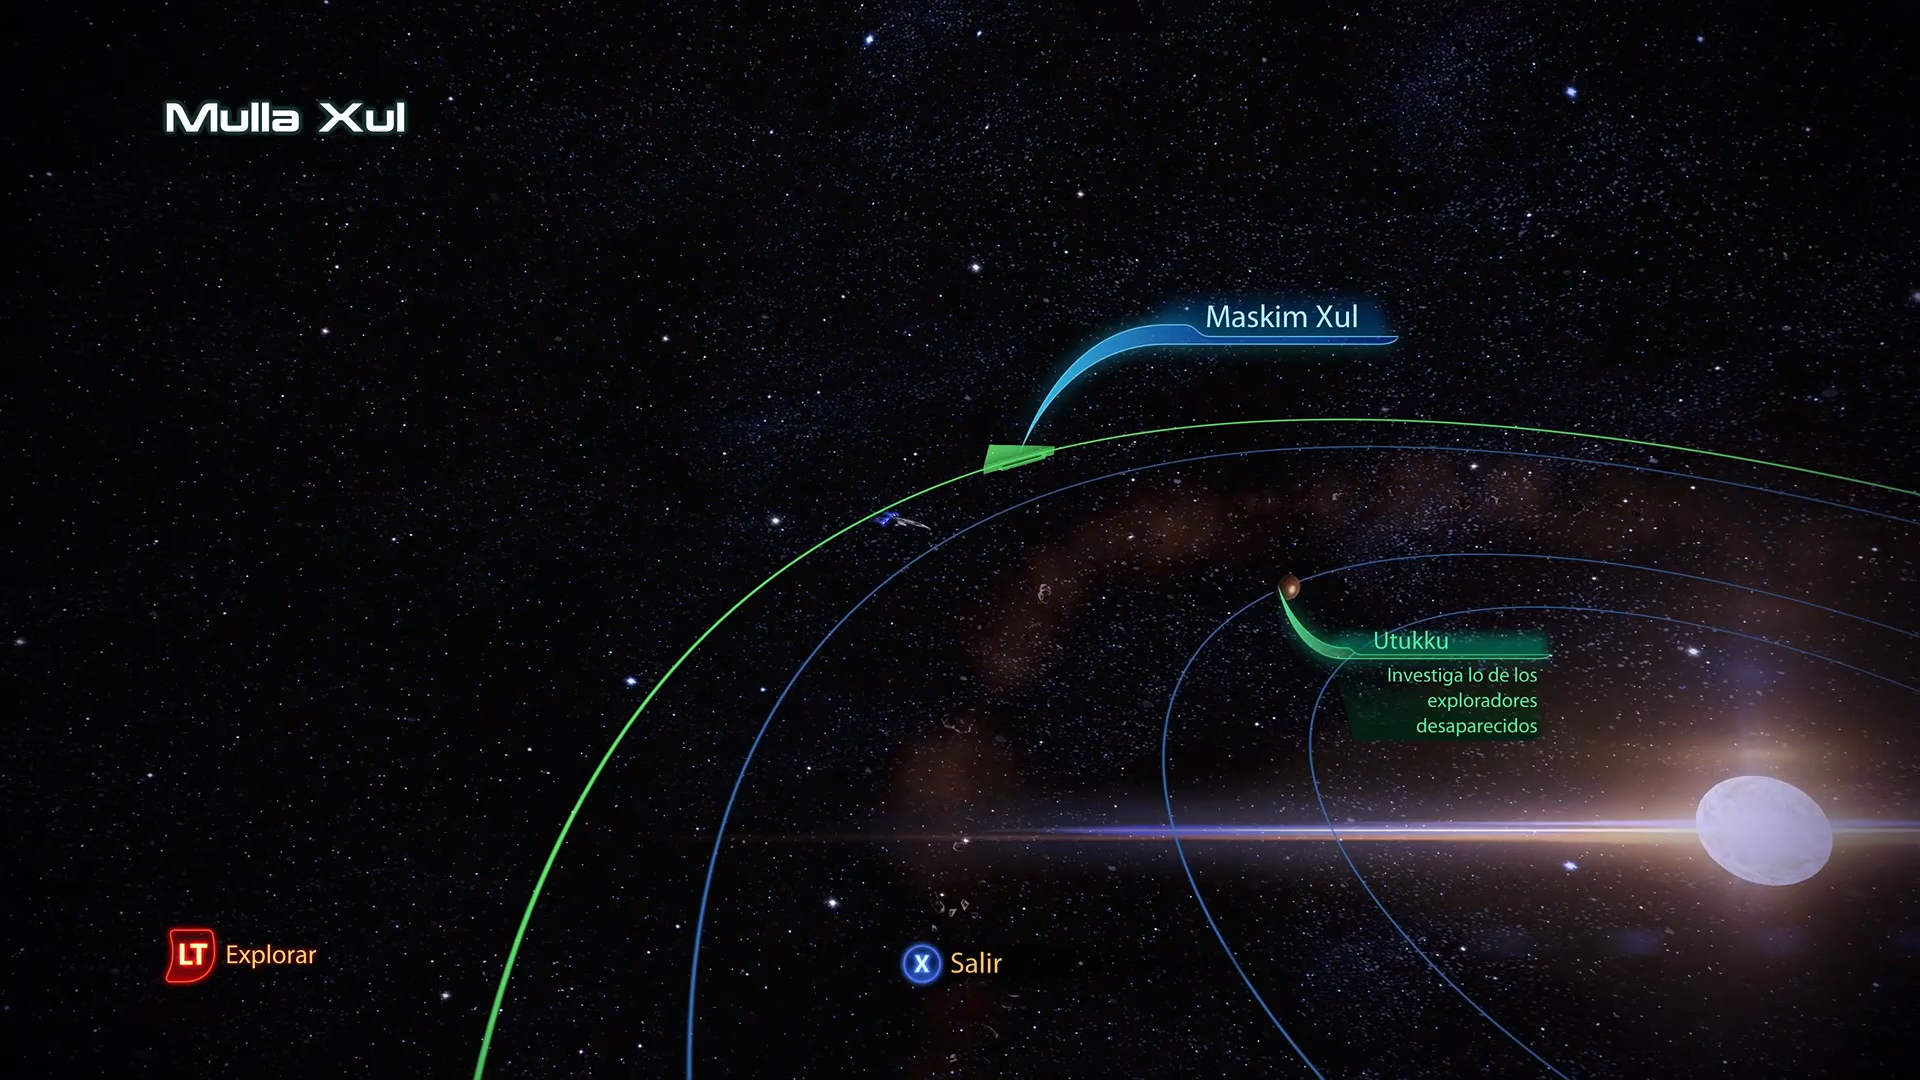 Mulla Xul
Maskim Xul
Utukku
Investiga lo de los
exploradores
desaparecidos
LT Explorar
X Salir